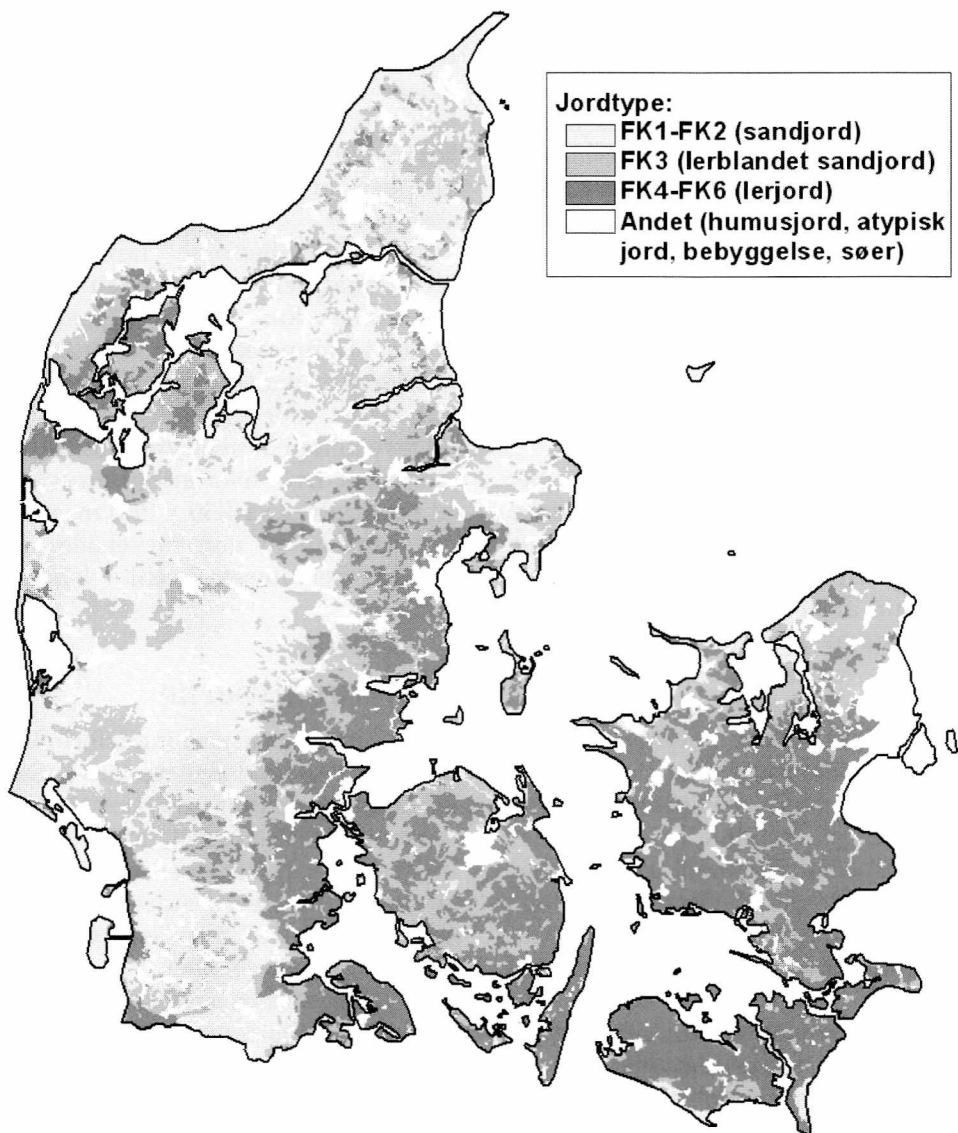 Jordtype:
FK1-FK2 (sandjord)
FK3 (lerblandet sandjord)
FK4-FK6 (lerjord)
Andet (humusjord, atypisk
jord, bebyggelse, søer)